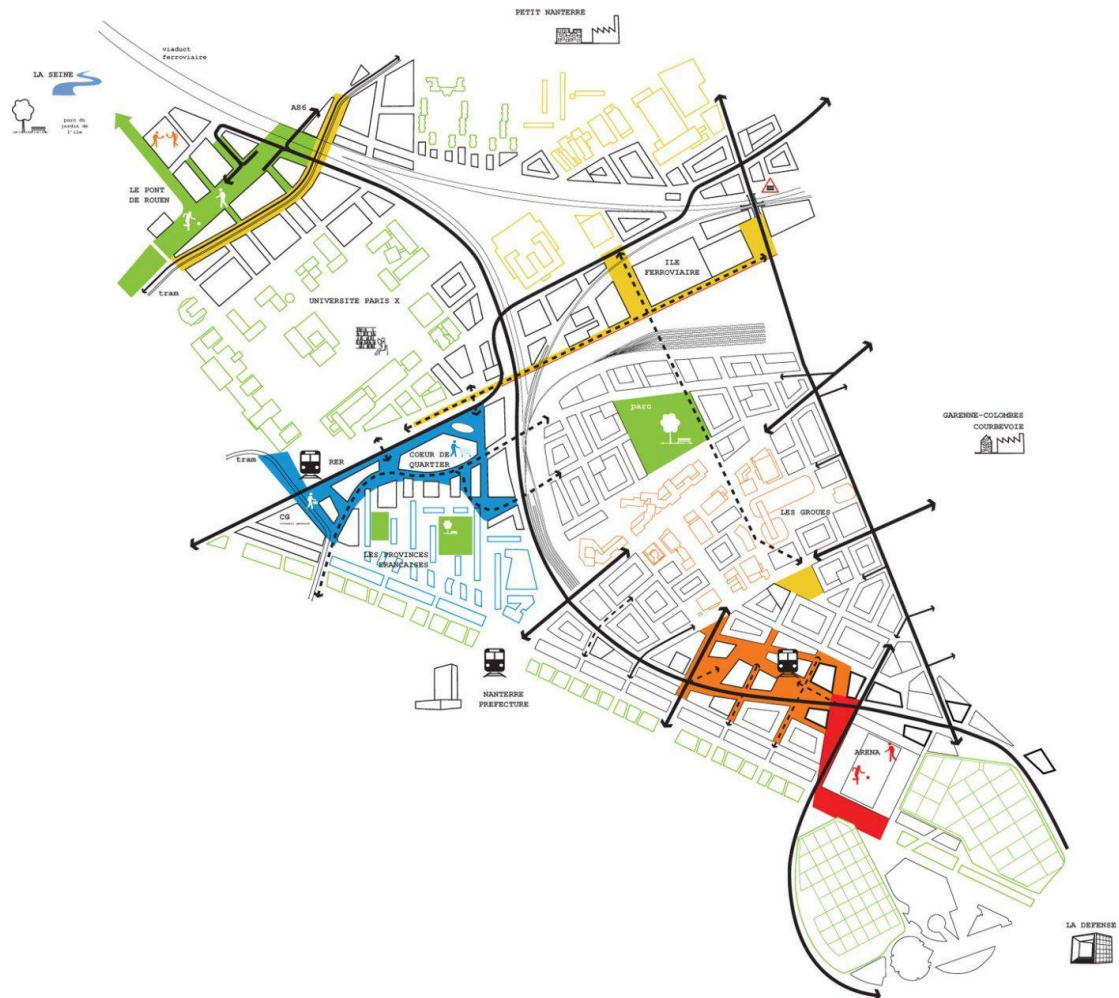 PETIT NANTERRE
viaduct
ferroviaire
LA SEINE
parc du
jardin de
l'ile
A86
LE PONT
DE ROUEN
tram
UNIVERSITE PARIS X
ILE
FERROVIAIRE
parc
GARENNE-COLOMBES
COURBEVOIE
tram
RER
COEUR DE
QUARTIER
CG
LES GROUES
LES PROVINCES
FRANCAISES
NANTERRE
PREFECTURE
ARENA
LA DEFENSE